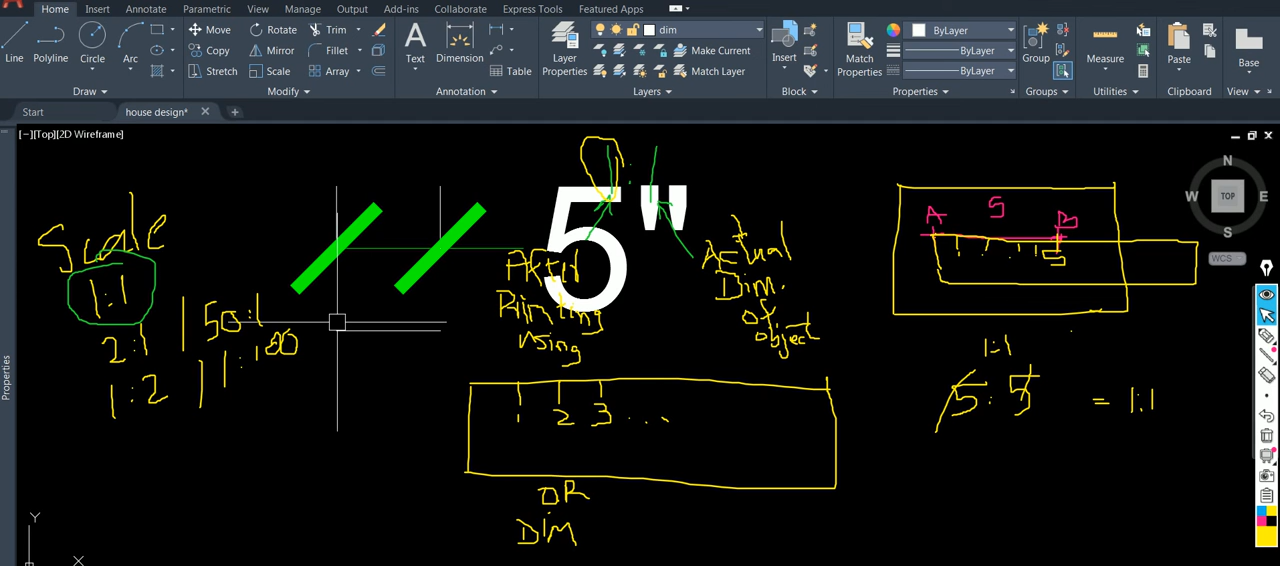 Home Insert Annotate Parametric View Manage Output Add-ins Collaborate Express Tools Featured Apps
Line Polyline Circle Arc
Move Rotate Trim
Copy Mirror Fillet
Stretch Scale Array
Text Dimension Table
Layer Properties
dim
Make Current
Match Layer
Insert
Match Properties
ByLayer
ByLayer
ByLayer
Group
Measure
Paste
Base
Draw Modify Annotation Layers Block Properties Groups Utilities Clipboard View
Start house design*
[−][Top][2D Wireframe]
Properties
Scale
1:1
2:1
1:2
50:1
1:100
5"
:
After
Printing
using
Actual
Dim.
of
object
1 2 3 ...
OR
DIM
A 5 B
5
1:1
5:5 = 1:1
N
W TOP E
S
WCS
Y
X